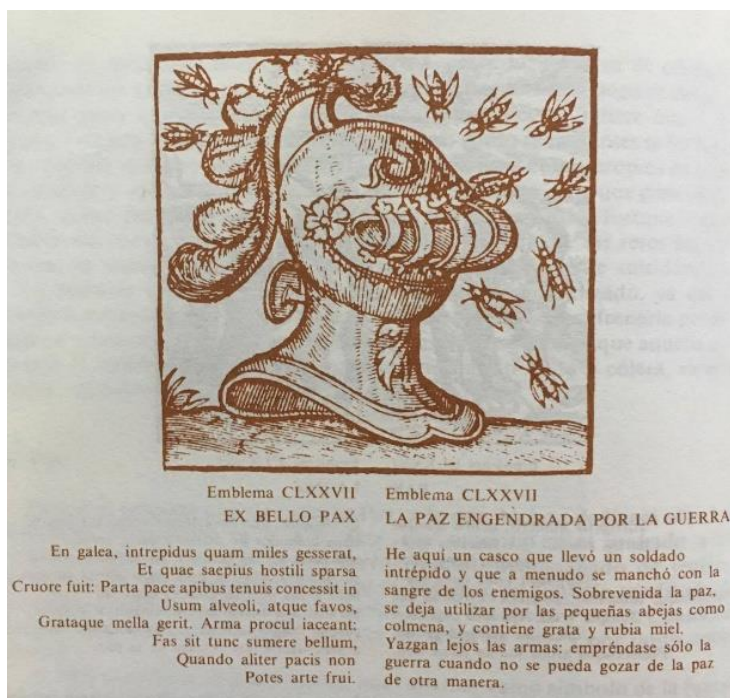 Emblema CLXXVII
EX BELLO PAX
En galea, intrepidus quam miles gesserat,
Et quae saepius hostili sparsa
Cruore fuit: Parta pace apibus tenuis concessit in
Usum alveoli, atque favos,
Grataque mella gerit. Arma procul iaceant:
Fas sit tunc sumere bellum,
Quando aliter pacis non
Potes arte frui.
Emblema CLXXVII
LA PAZ ENGENDRADA POR LA GUERRA
He aquí un casco que llevó un soldado
intrépido y que a menudo se manchó con la
sangre de los enemigos. Sobrevenida la paz,
se deja utilizar por las pequeñas abejas como
colmena, y contiene grata y rubia miel.
Yazgan lejos las armas: empréndase sólo la
guerra cuando no se pueda gozar de la paz
de otra manera.